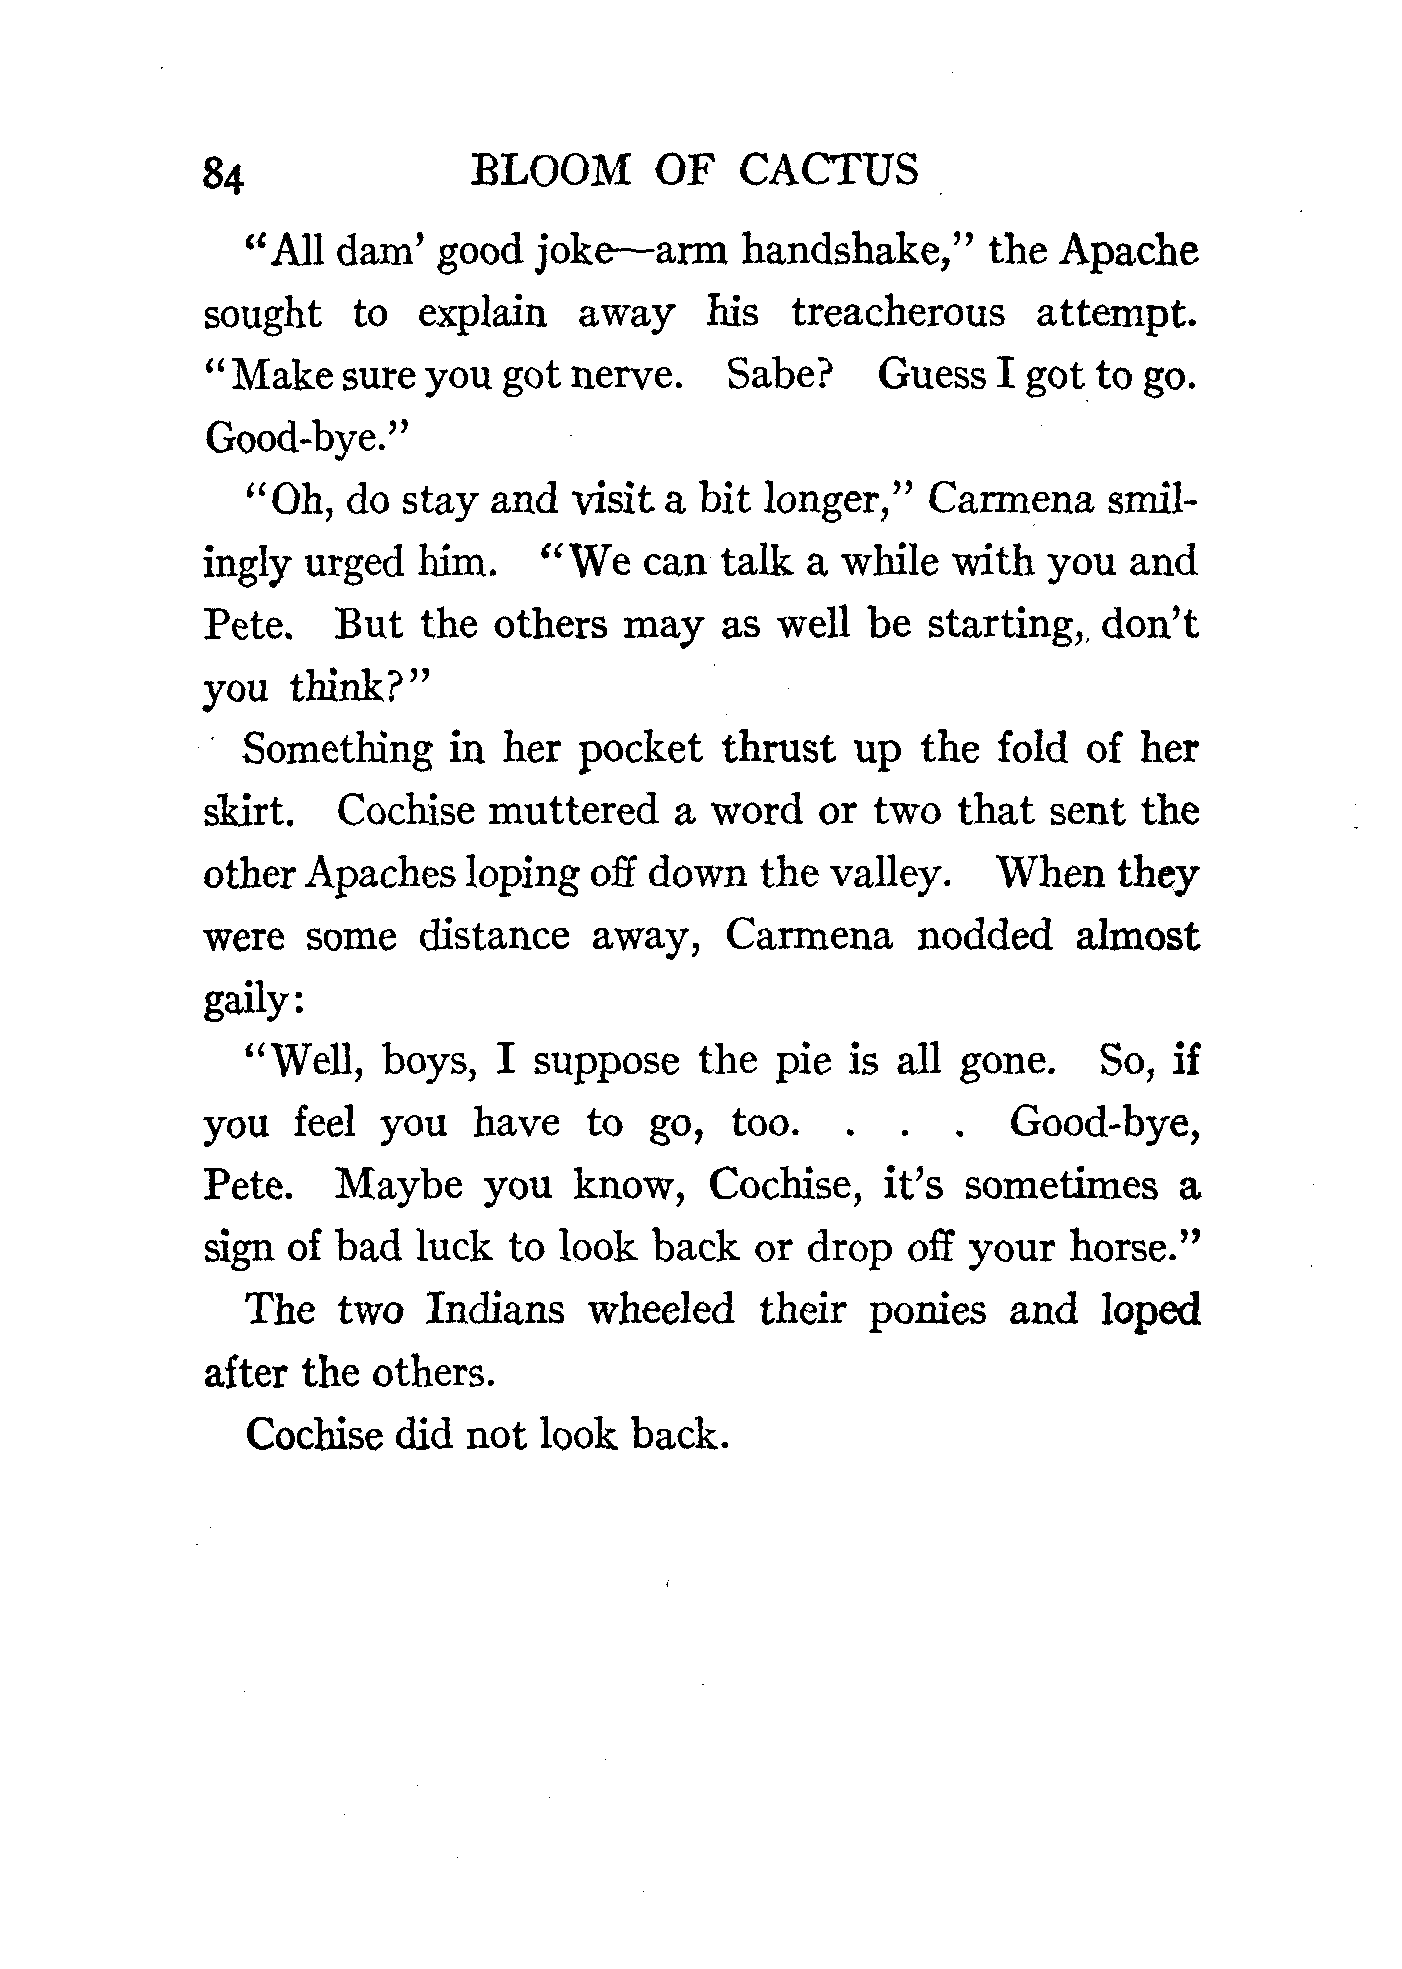 84 BLOOM OF CACTUS
“All dam’ good joke—arm handshake,” the Apache
sought to explain away his treacherous attempt.
“Make sure you got nerve. Sabe? Guess I got to go.
Good-bye.”
“Oh, do stay and visit a bit longer,” Carmena smil-
ingly urged him. “We can talk a while with you and
Pete. But the others may as well be starting, don’t
you think?”
Something in her pocket thrust up the fold of her
skirt. Cochise muttered a word or two that sent the
other Apaches loping off down the valley. When they
were some distance away, Carmena nodded almost
gaily:
“Well, boys, I suppose the pie is all gone. So, if
you feel you have to go, too. . . . Good-bye,
Pete. Maybe you know, Cochise, it’s sometimes a
sign of bad luck to look back or drop off your horse.”
The two Indians wheeled their ponies and loped
after the others.
Cochise did not look back.